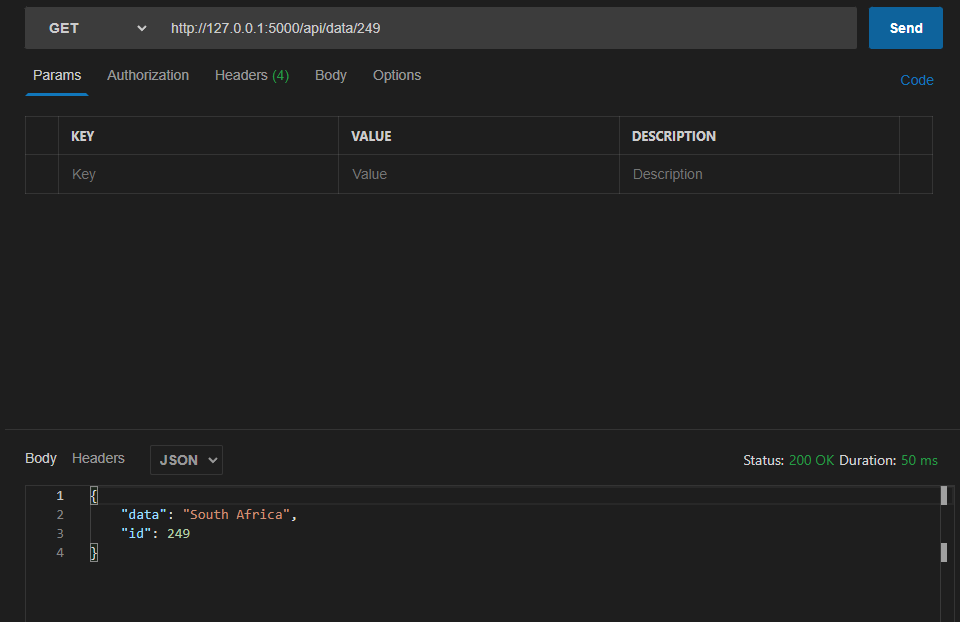 GET http://127.0.0.1:5000/api/data/249 Send
Params Authorization Headers (4) Body Options Code
KEY VALUE DESCRIPTION
Key Value Description
Body Headers JSON Status: 200 OK Duration: 50 ms
1 {
2 "data": "South Africa",
3 "id": 249
4 }